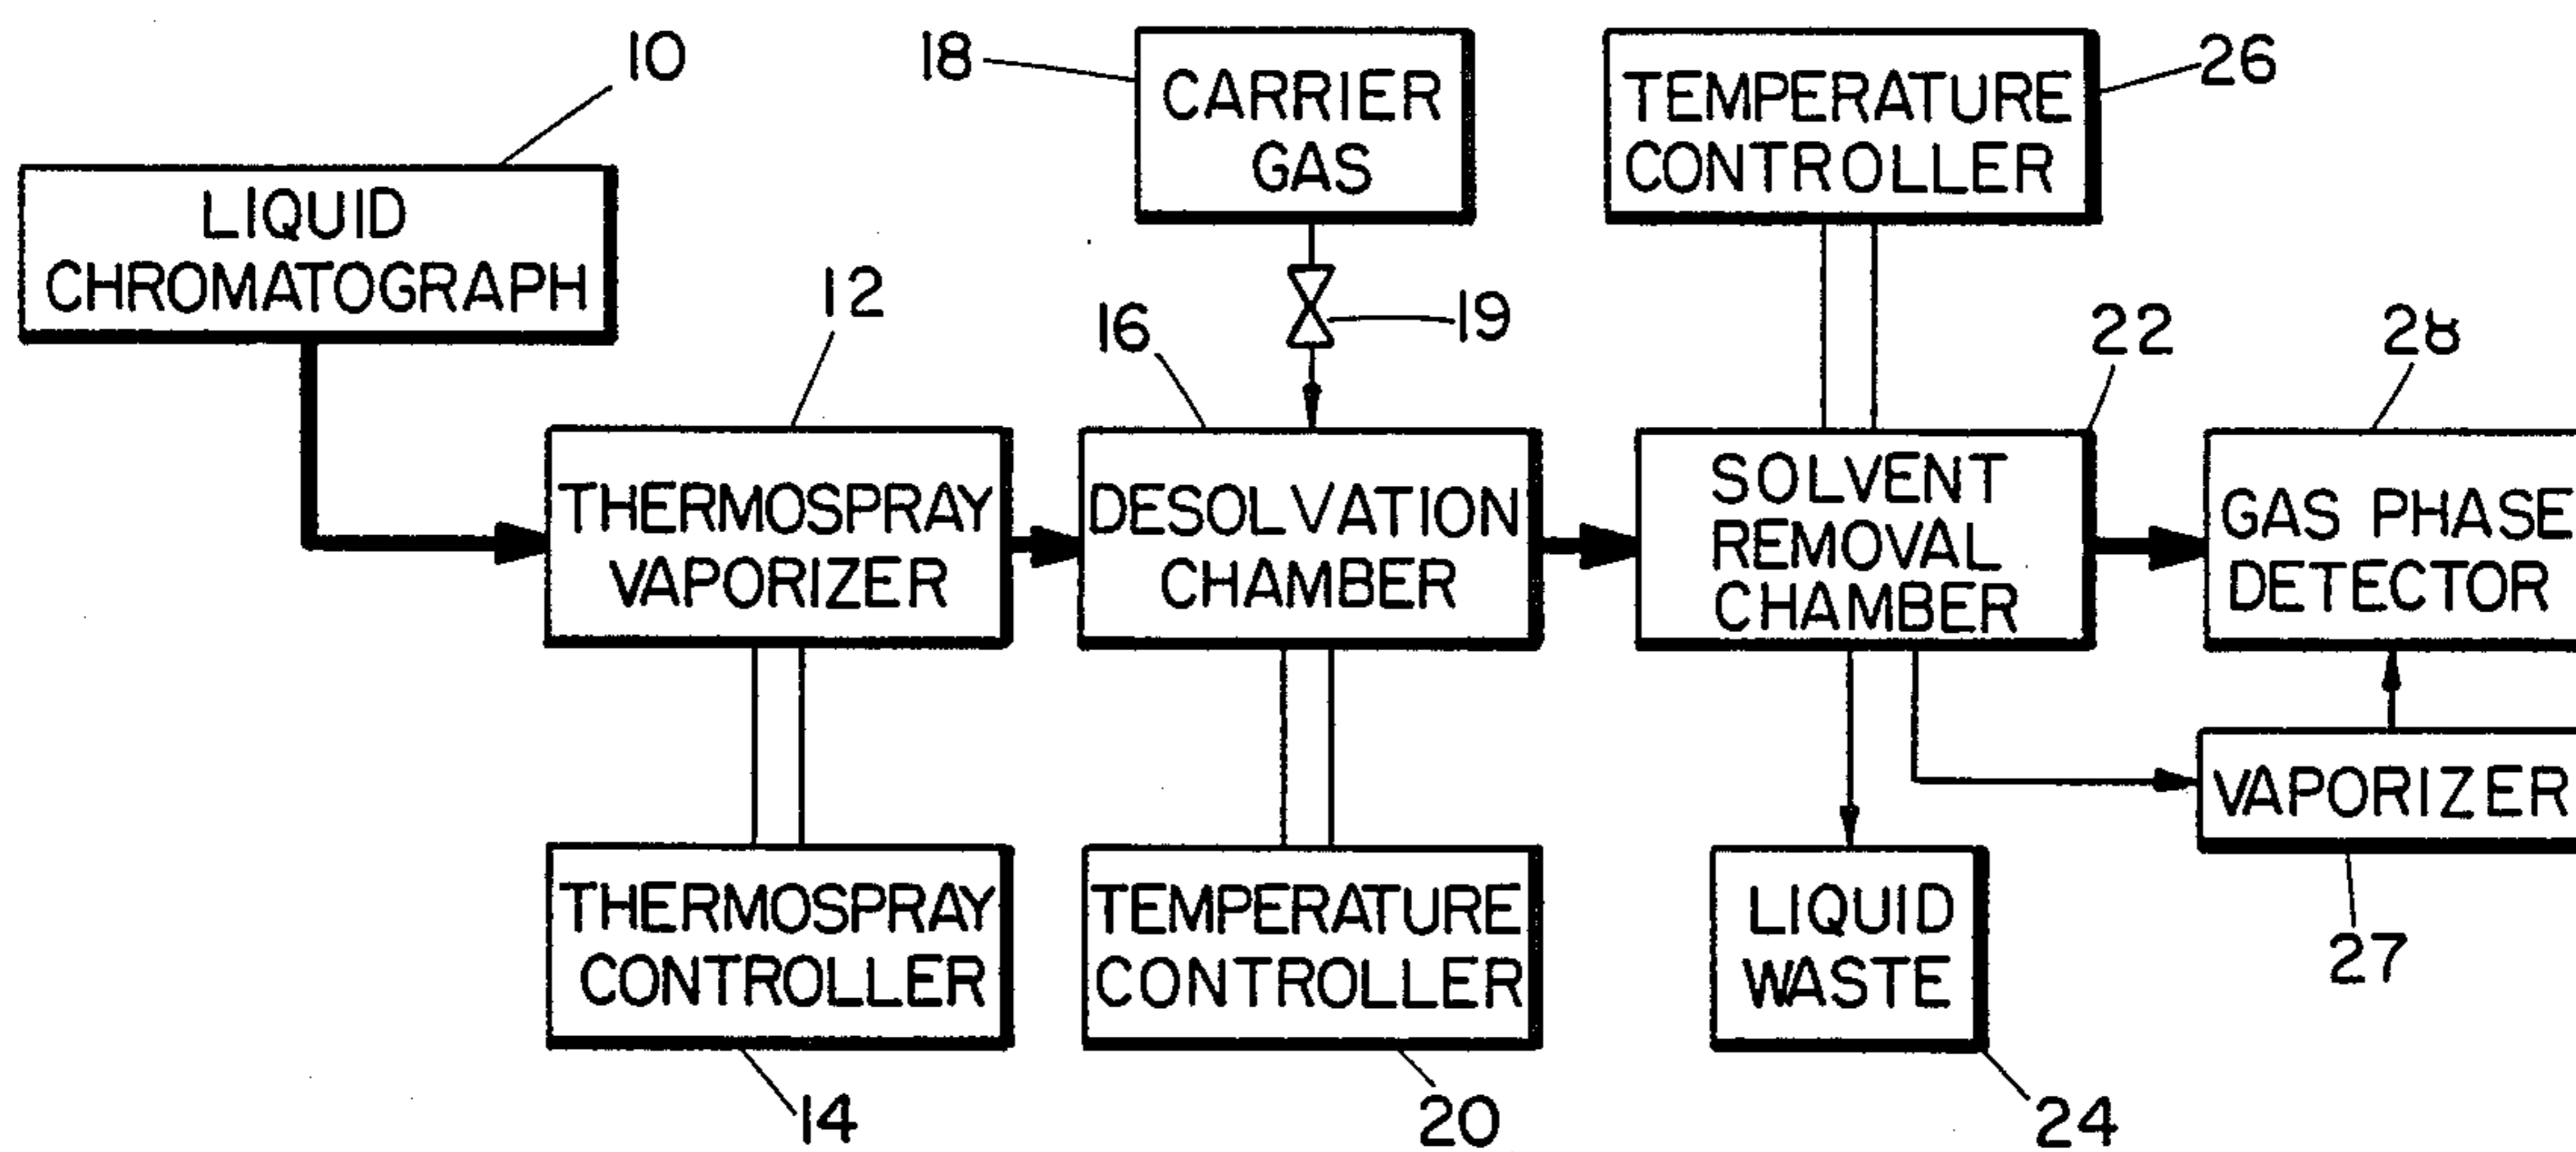 10
LIQUID
CHROMATOGRAPH
18
CARRIER
GAS
19
TEMPERATURE
CONTROLLER
26
12
THERMOSPRAY
VAPORIZER
16
DESOLVATION
CHAMBER
22
SOLVENT
REMOVAL
CHAMBER
28
GAS PHASE
DETECTOR
THERMOSPRAY
CONTROLLER
14
TEMPERATURE
CONTROLLER
20
LIQUID
WASTE
24
VAPORIZER
27